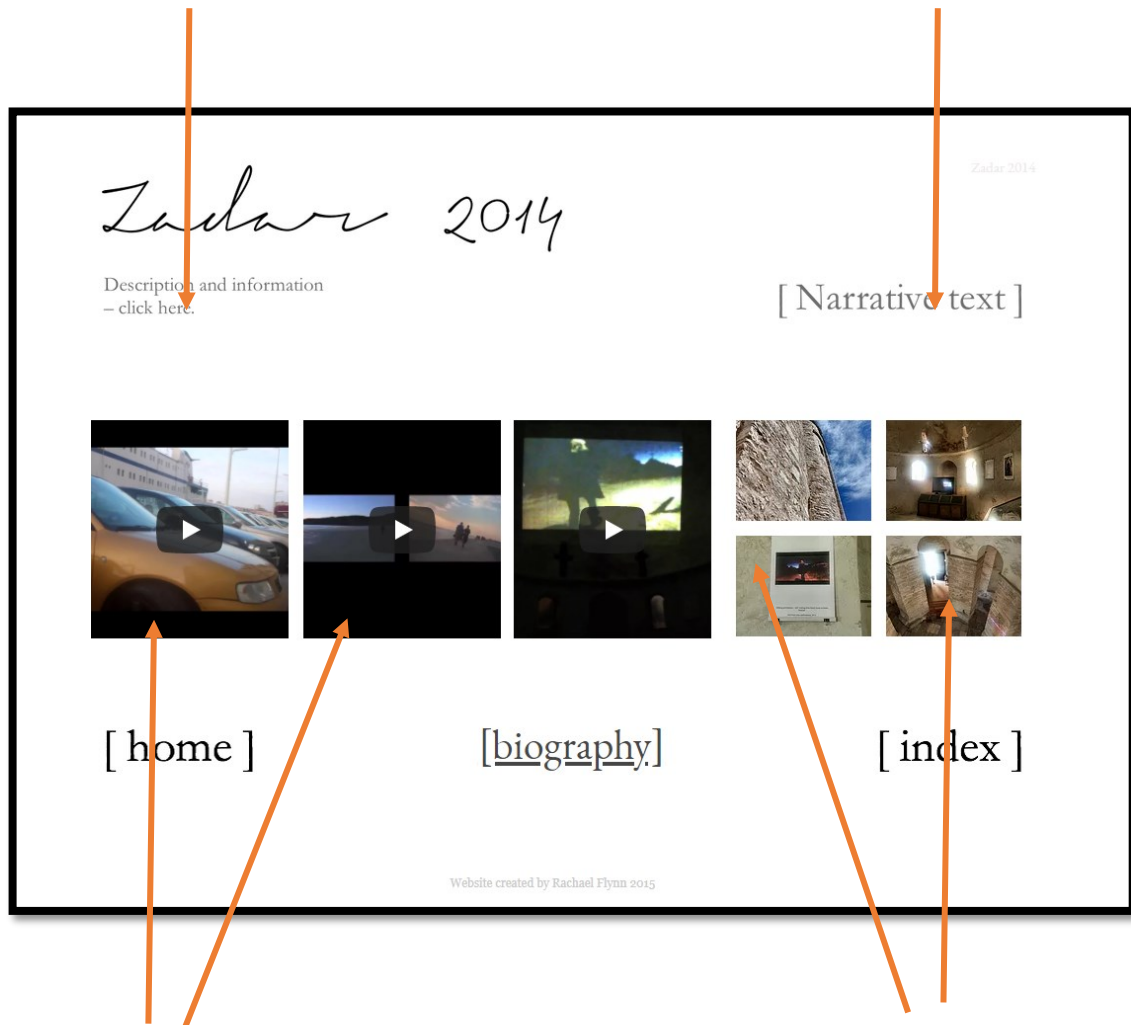 Zadar 2014
Zadar 2014
Description and information
– click here.
[ Narrative text ]
[ home ]
[biography]
[ index ]
Website created by Rachael Flynn 2015